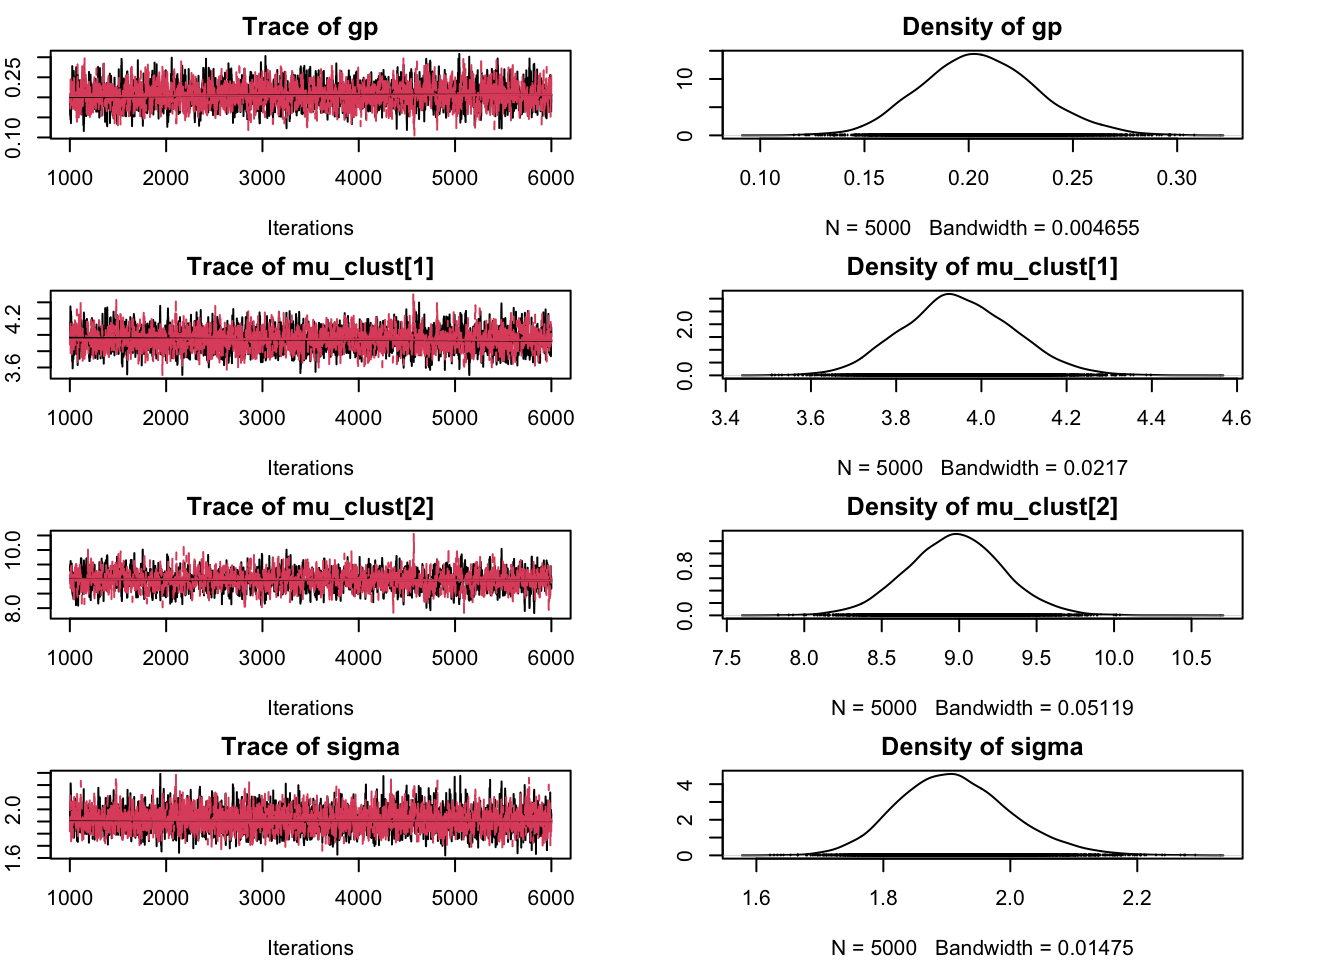 Trace of gp
0.10 0.25
1000 2000 3000 4000 5000 6000
Iterations
Density of gp
0 10
0.10 0.15 0.20 0.25 0.30
N = 5000 Bandwidth = 0.004655
Trace of mu_clust[1]
3.6 4.2
1000 2000 3000 4000 5000 6000
Iterations
Density of mu_clust[1]
0.0 2.0
3.4 3.6 3.8 4.0 4.2 4.4 4.6
N = 5000 Bandwidth = 0.0217
Trace of mu_clust[2]
8.0 10.0
1000 2000 3000 4000 5000 6000
Iterations
Density of mu_clust[2]
0.0 0.8
7.5 8.0 8.5 9.0 9.5 10.0 10.5
N = 5000 Bandwidth = 0.05119
Trace of sigma
1.6 2.0
1000 2000 3000 4000 5000 6000
Iterations
Density of sigma
0 2 4
1.6 1.8 2.0 2.2
N = 5000 Bandwidth = 0.01475